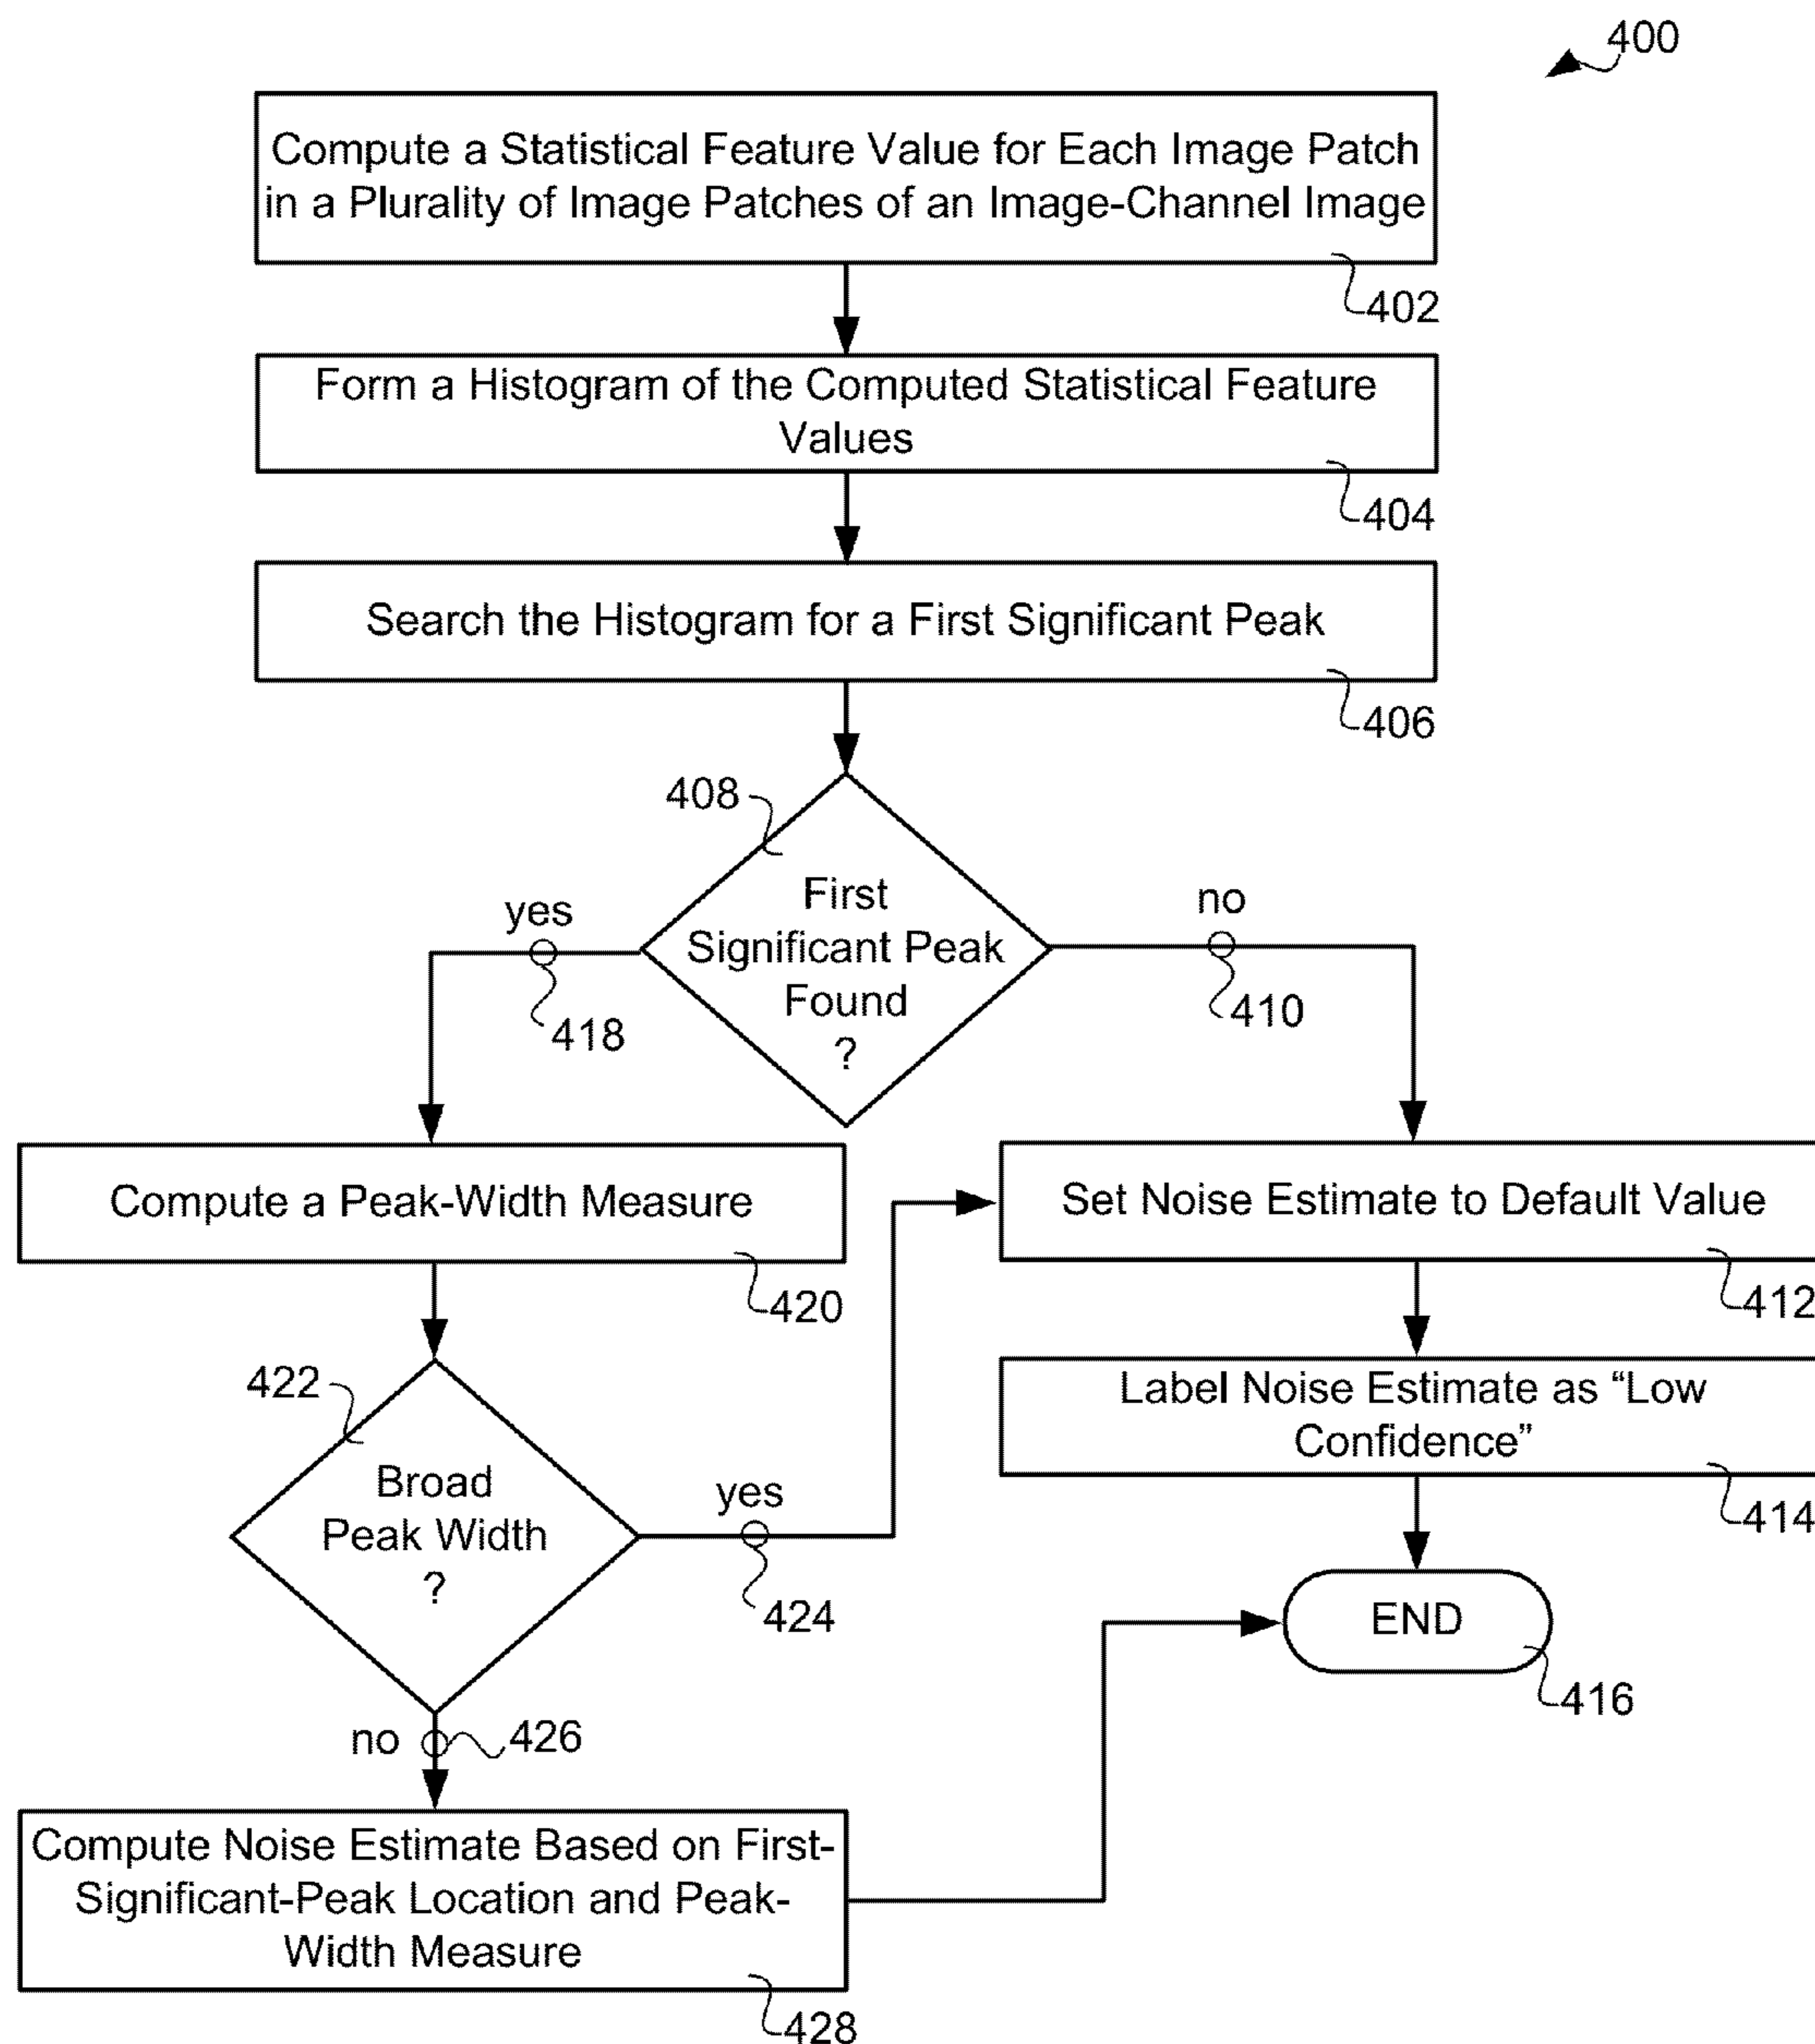 400
Compute a Statistical Feature Value for Each Image Patch
in a Plurality of Image Patches of an Image-Channel Image
402
Form a Histogram of the Computed Statistical Feature
Values
404
Search the Histogram for a First Significant Peak
406
408
First
Significant Peak
Found
?
yes
418
no
410
Compute a Peak-Width Measure
420
Set Noise Estimate to Default Value
412
422
Broad
Peak Width
?
yes
424
Label Noise Estimate as “Low
Confidence”
414
END
416
no
426
Compute Noise Estimate Based on First-
Significant-Peak Location and Peak-
Width Measure
428